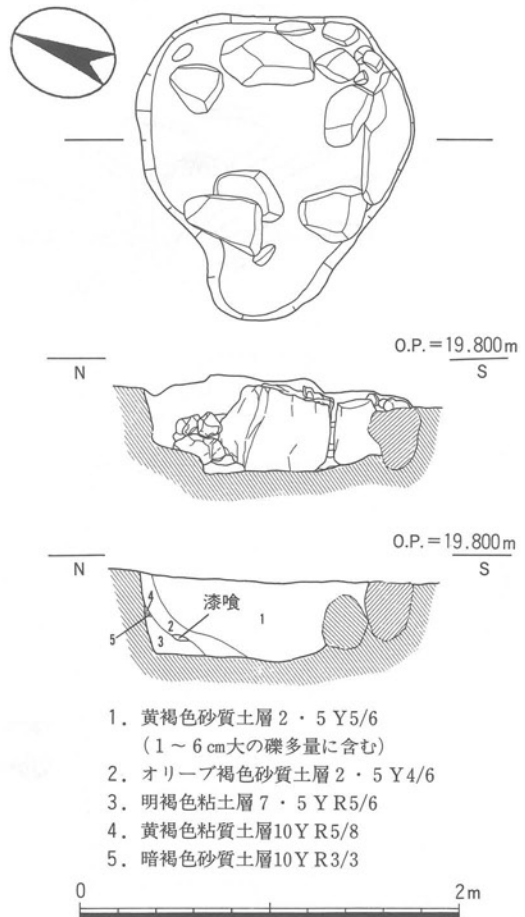 O.P.=19.800m
N
S
O.P.=19.800m
N
S
漆喰
4
1
2
5
3
1. 黄褐色砂質土層2・5Y5/6
(1~6cm大の礫多量に含む)
2. オリーブ褐色砂質土層2・5Y4/6
3. 明褐色粘土層7・5YR5/6
4. 黄褐色粘質土層10YR5/8
5. 暗褐色砂質土層10YR3/3
0
2m